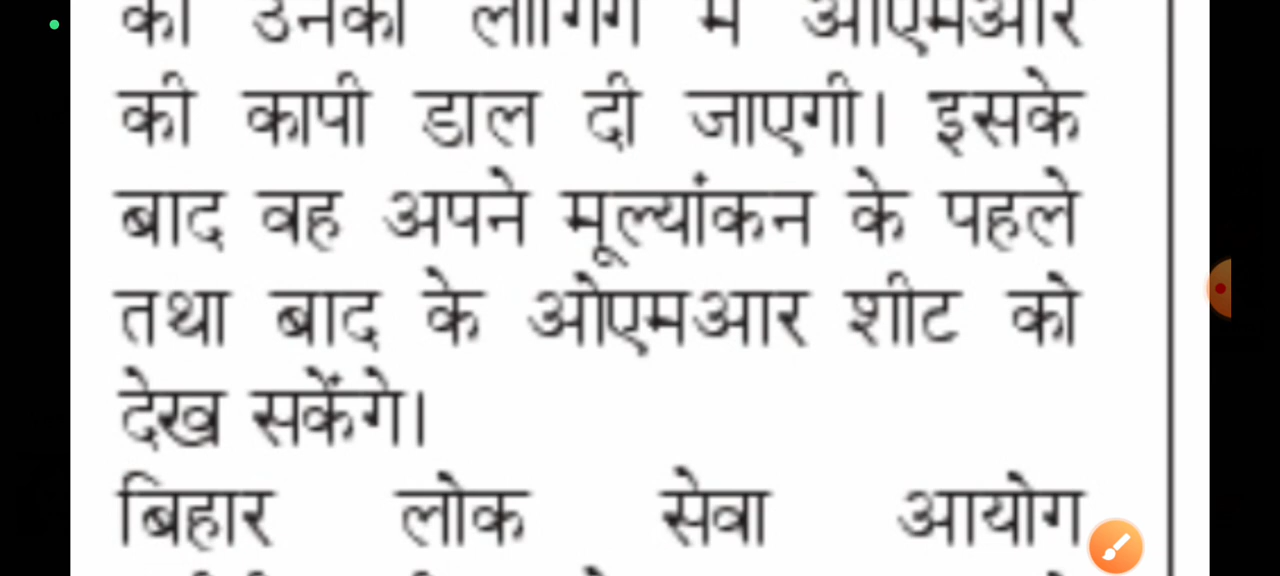 की कापी डाल दी जाएगी। इसके
बाद वह अपने मूल्यांकन के पहले
तथा बाद के ओएमआर शीट को
देख सकेंगे।
बिहार लोक सेवा आयोग